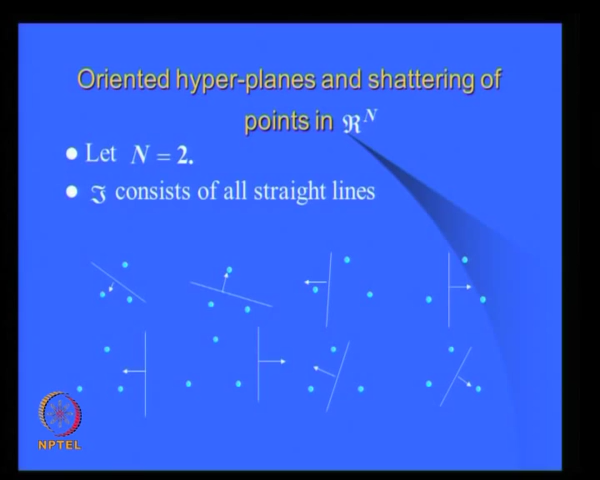 Oriented hyper-planes and shattering of
points in ℜ^N
• Let N = 2.
• ℑ consists of all straight lines
NPTEL